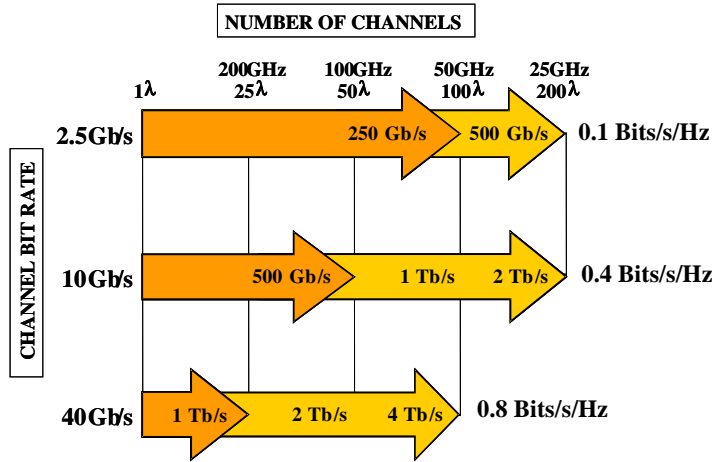 NUMBER OF CHANNELS
200GHz 100GHz 50GHz 25GHz
1λ 25λ 50λ 100λ 200λ
2.5Gb/s 250 Gb/s 500 Gb/s 0.1 Bits/s/Hz
CHANNEL BIT RATE
10Gb/s 500 Gb/s 1 Tb/s 2 Tb/s 0.4 Bits/s/Hz
40Gb/s 1 Tb/s 2 Tb/s 4 Tb/s 0.8 Bits/s/Hz